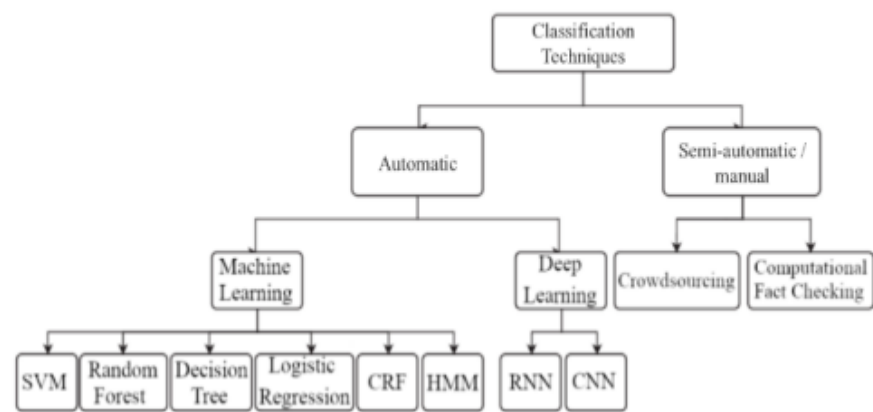 Classification
Techniques
Automatic
Semi-automatic /
manual
Machine
Learning
Deep
Learning
Crowdsourcing
Computational
Fact Checking
SVM
Random
Forest
Decision
Tree
Logistic
Regression
CRF
HMM
RNN
CNN